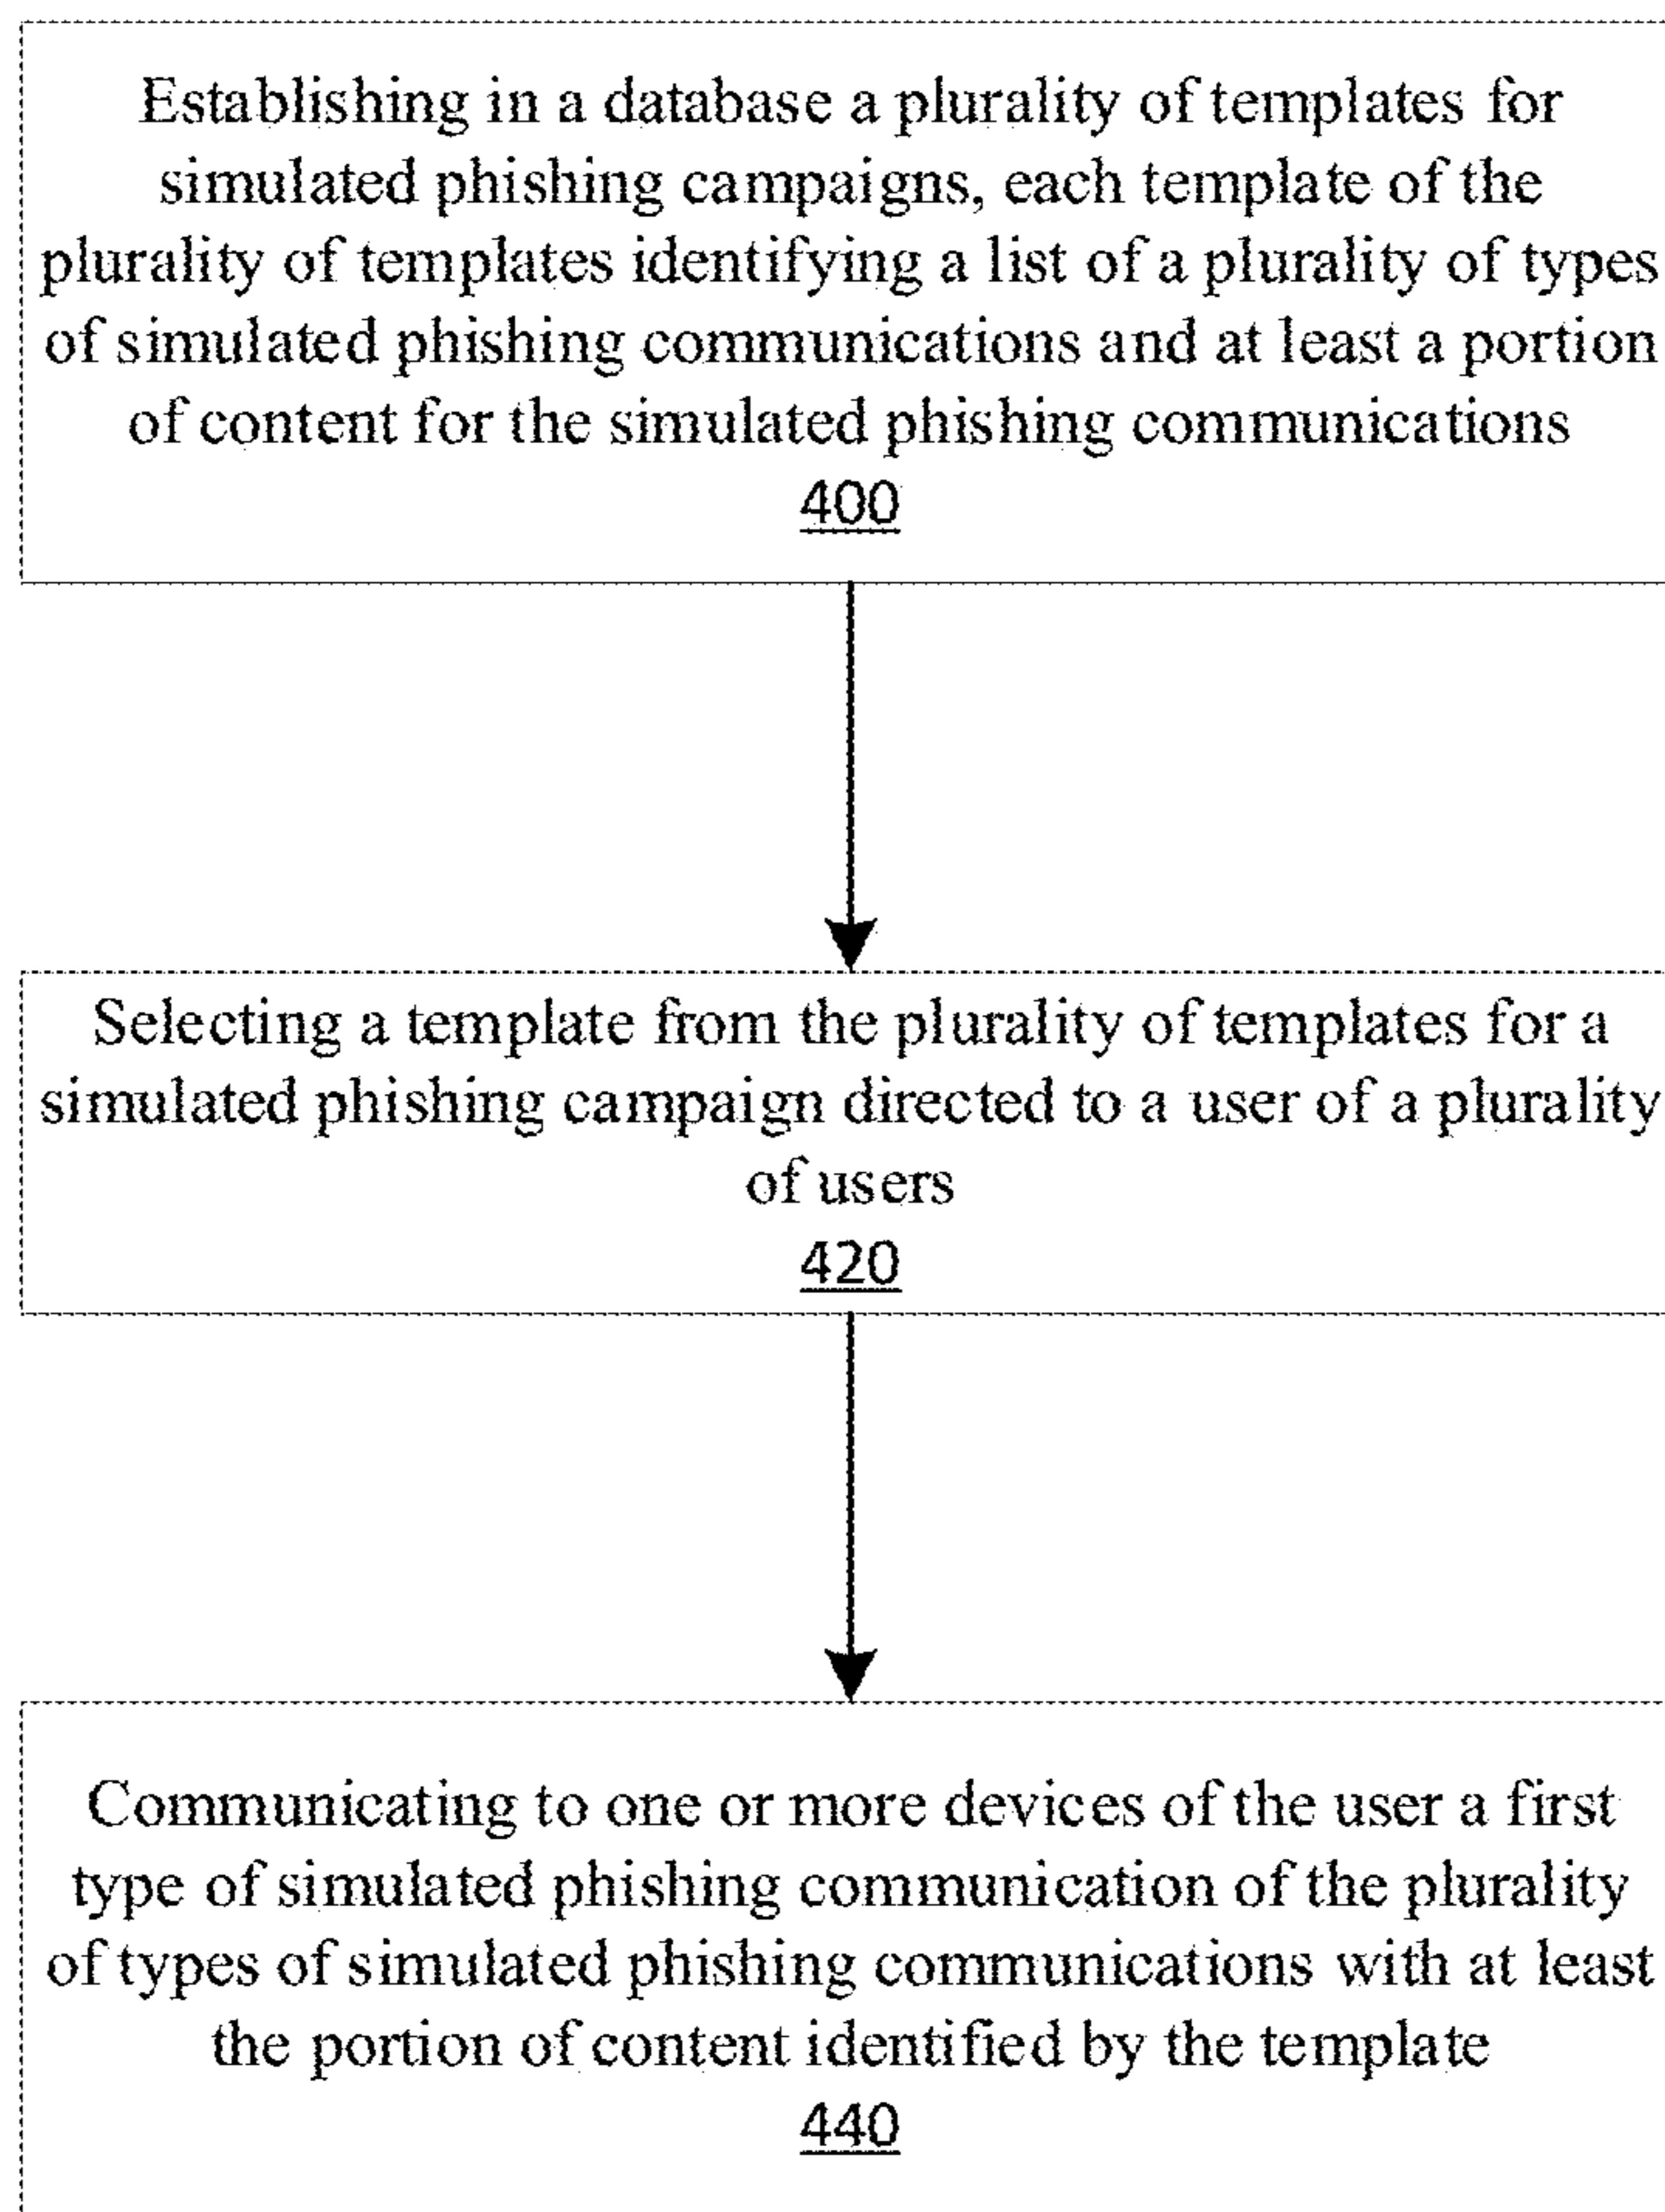 Establishing in a database a plurality of templates for
simulated phishing campaigns, each template of the
plurality of templates identifying a list of a plurality of types
of simulated phishing communications and at least a portion
of content for the simulated phishing communications
400
Selecting a template from the plurality of templates for a
simulated phishing campaign directed to a user of a plurality
of users
420
Communicating to one or more devices of the user a first
type of simulated phishing communication of the plurality
of types of simulated phishing communications with at least
the portion of content identified by the template
440